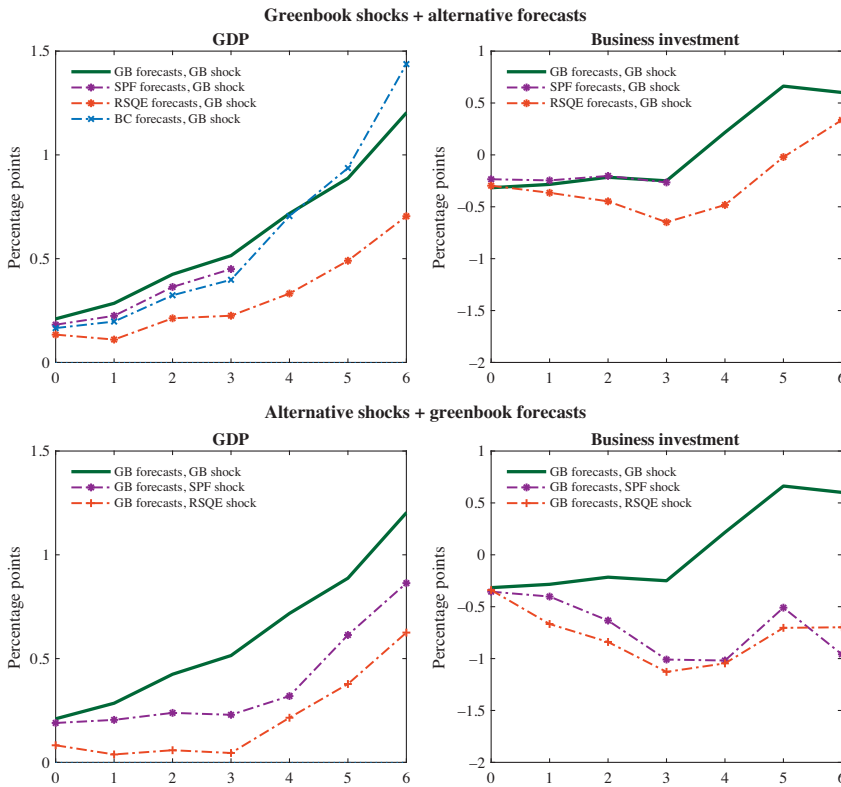 Greenbook shocks + alternative forecasts
GDP
Percentage points
1.5
1
0.5
0
GB forecasts, GB shock
SPF forecasts, GB shock
RSQE forecasts, GB shock
BC forecasts, GB shock
0 1 2 3 4 5 6
Business investment
Percentage points
1
0.5
0
−0.5
−1
−1.5
−2
GB forecasts, GB shock
SPF forecasts, GB shock
RSQE forecasts, GB shock
0 1 2 3 4 5 6
Alternative shocks + greenbook forecasts
GDP
Percentage points
1.5
1
0.5
0
GB forecasts, GB shock
GB forecasts, SPF shock
GB forecasts, RSQE shock
0 1 2 3 4 5 6
Business investment
Percentage points
1
0.5
0
−0.5
−1
−1.5
−2
GB forecasts, GB shock
GB forecasts, SPF shock
GB forecasts, RSQE shock
0 1 2 3 4 5 6